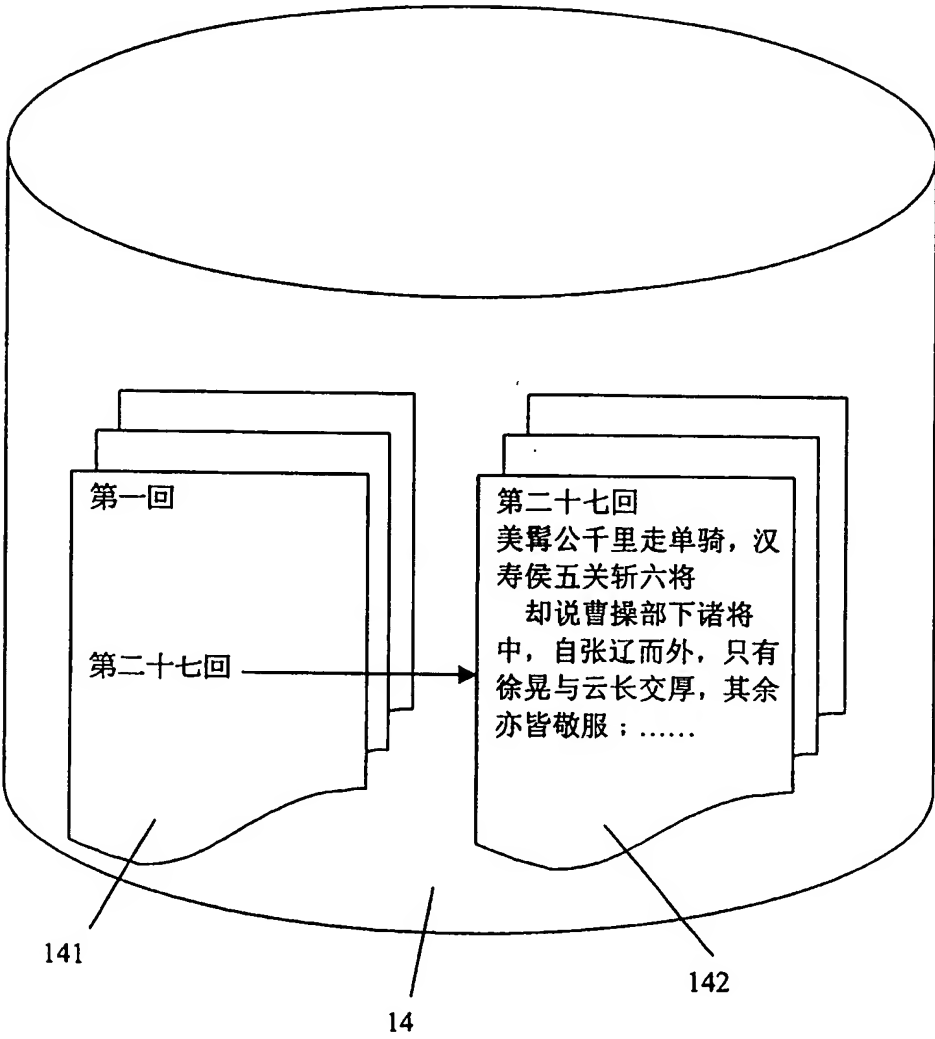 第一回
第二十七回
第二十七回
美髯公千里走单骑，汉
寿侯五关斩六将
却说曹操部下诸将
中，自张辽而外，只有
徐晃与云长交厚，其余
亦皆敬服；……
141
142
14